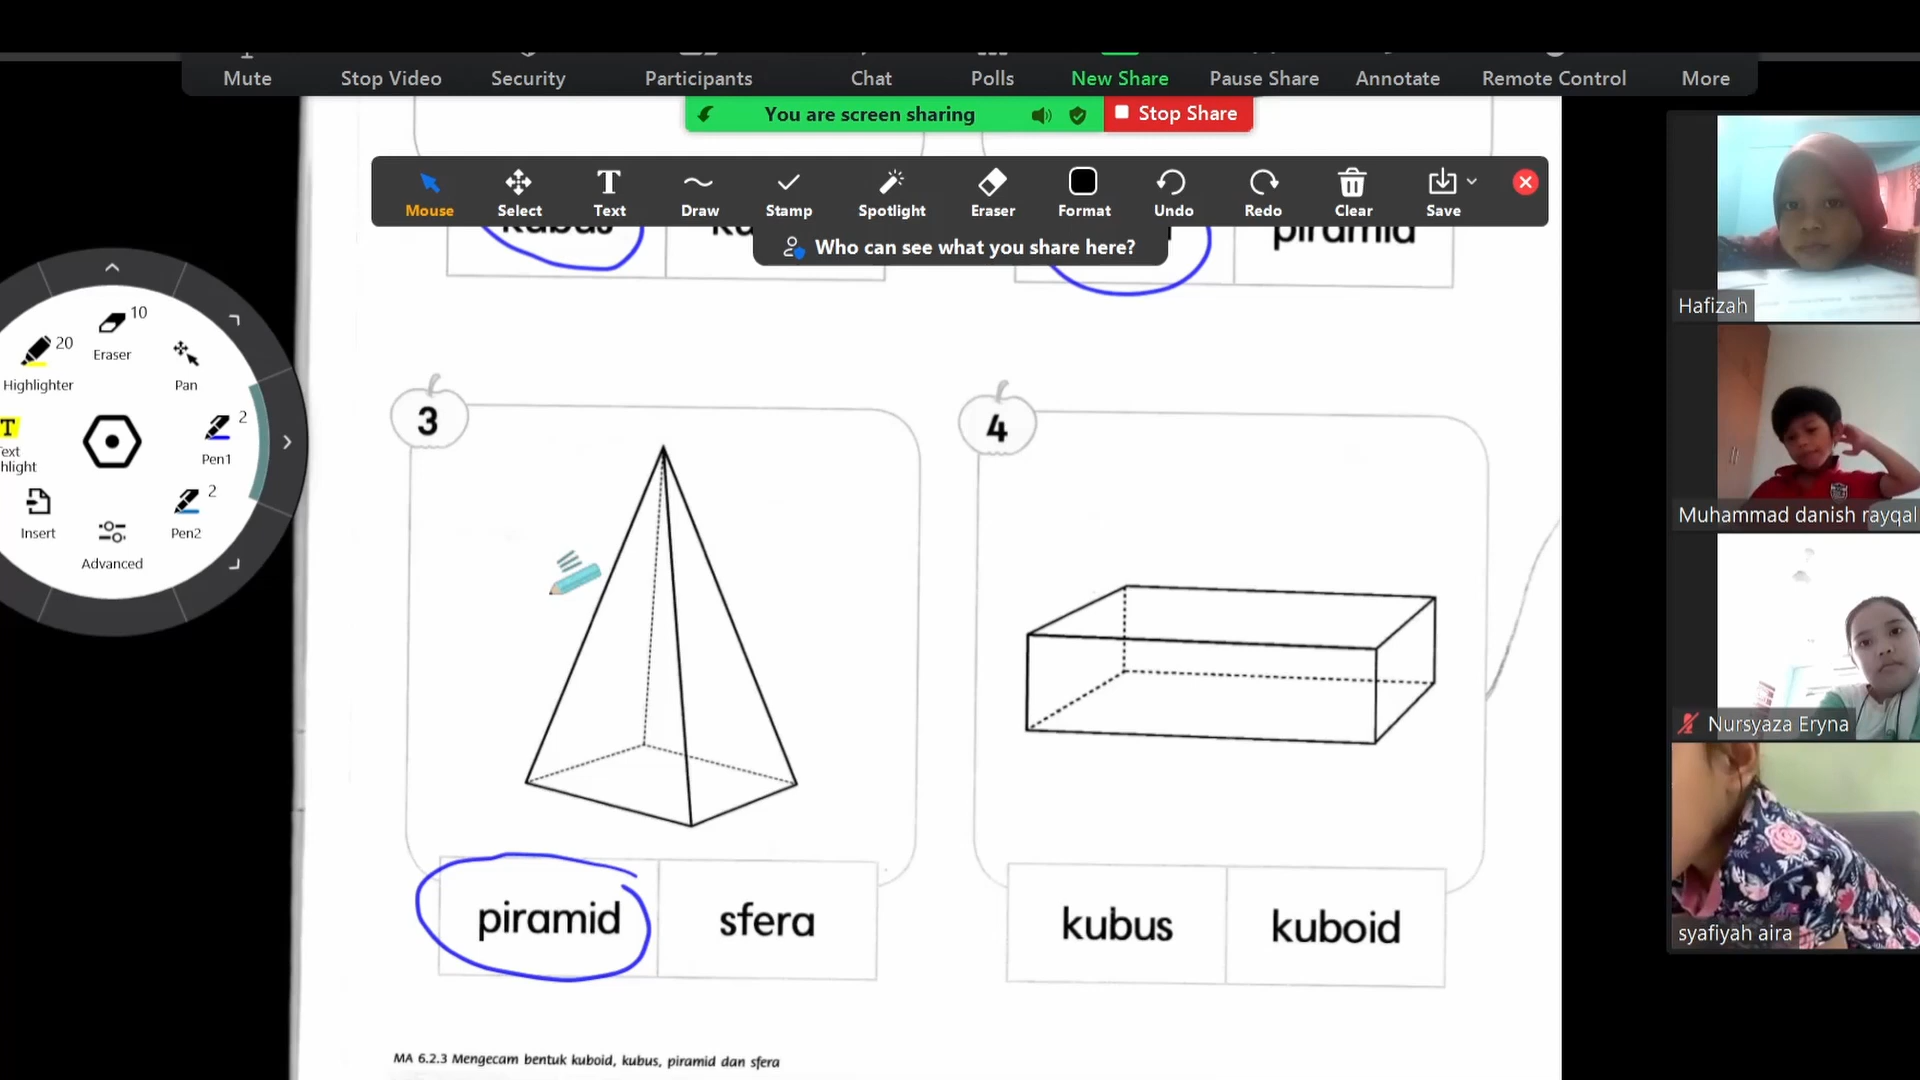 Mute Stop Video Security Participants Chat Polls New Share Pause Share Annotate Remote Control More
You are screen sharing Stop Share
Mouse Select Text Draw Stamp Spotlight Eraser Format Undo Redo Clear Save
Who can see what you share here?
kubus
piramid
Hafizah
10
Eraser
20
Highlighter
Pan
2
Pen1
2
Pen2
Insert
Advanced
3
4
Muhammad danish rayqal
Nursyaza Eryna
syafiyah aira
piramid sfera
kubus kuboid
MA 6.2.3 Mengecam bentuk kuboid, kubus, piramid dan sfera